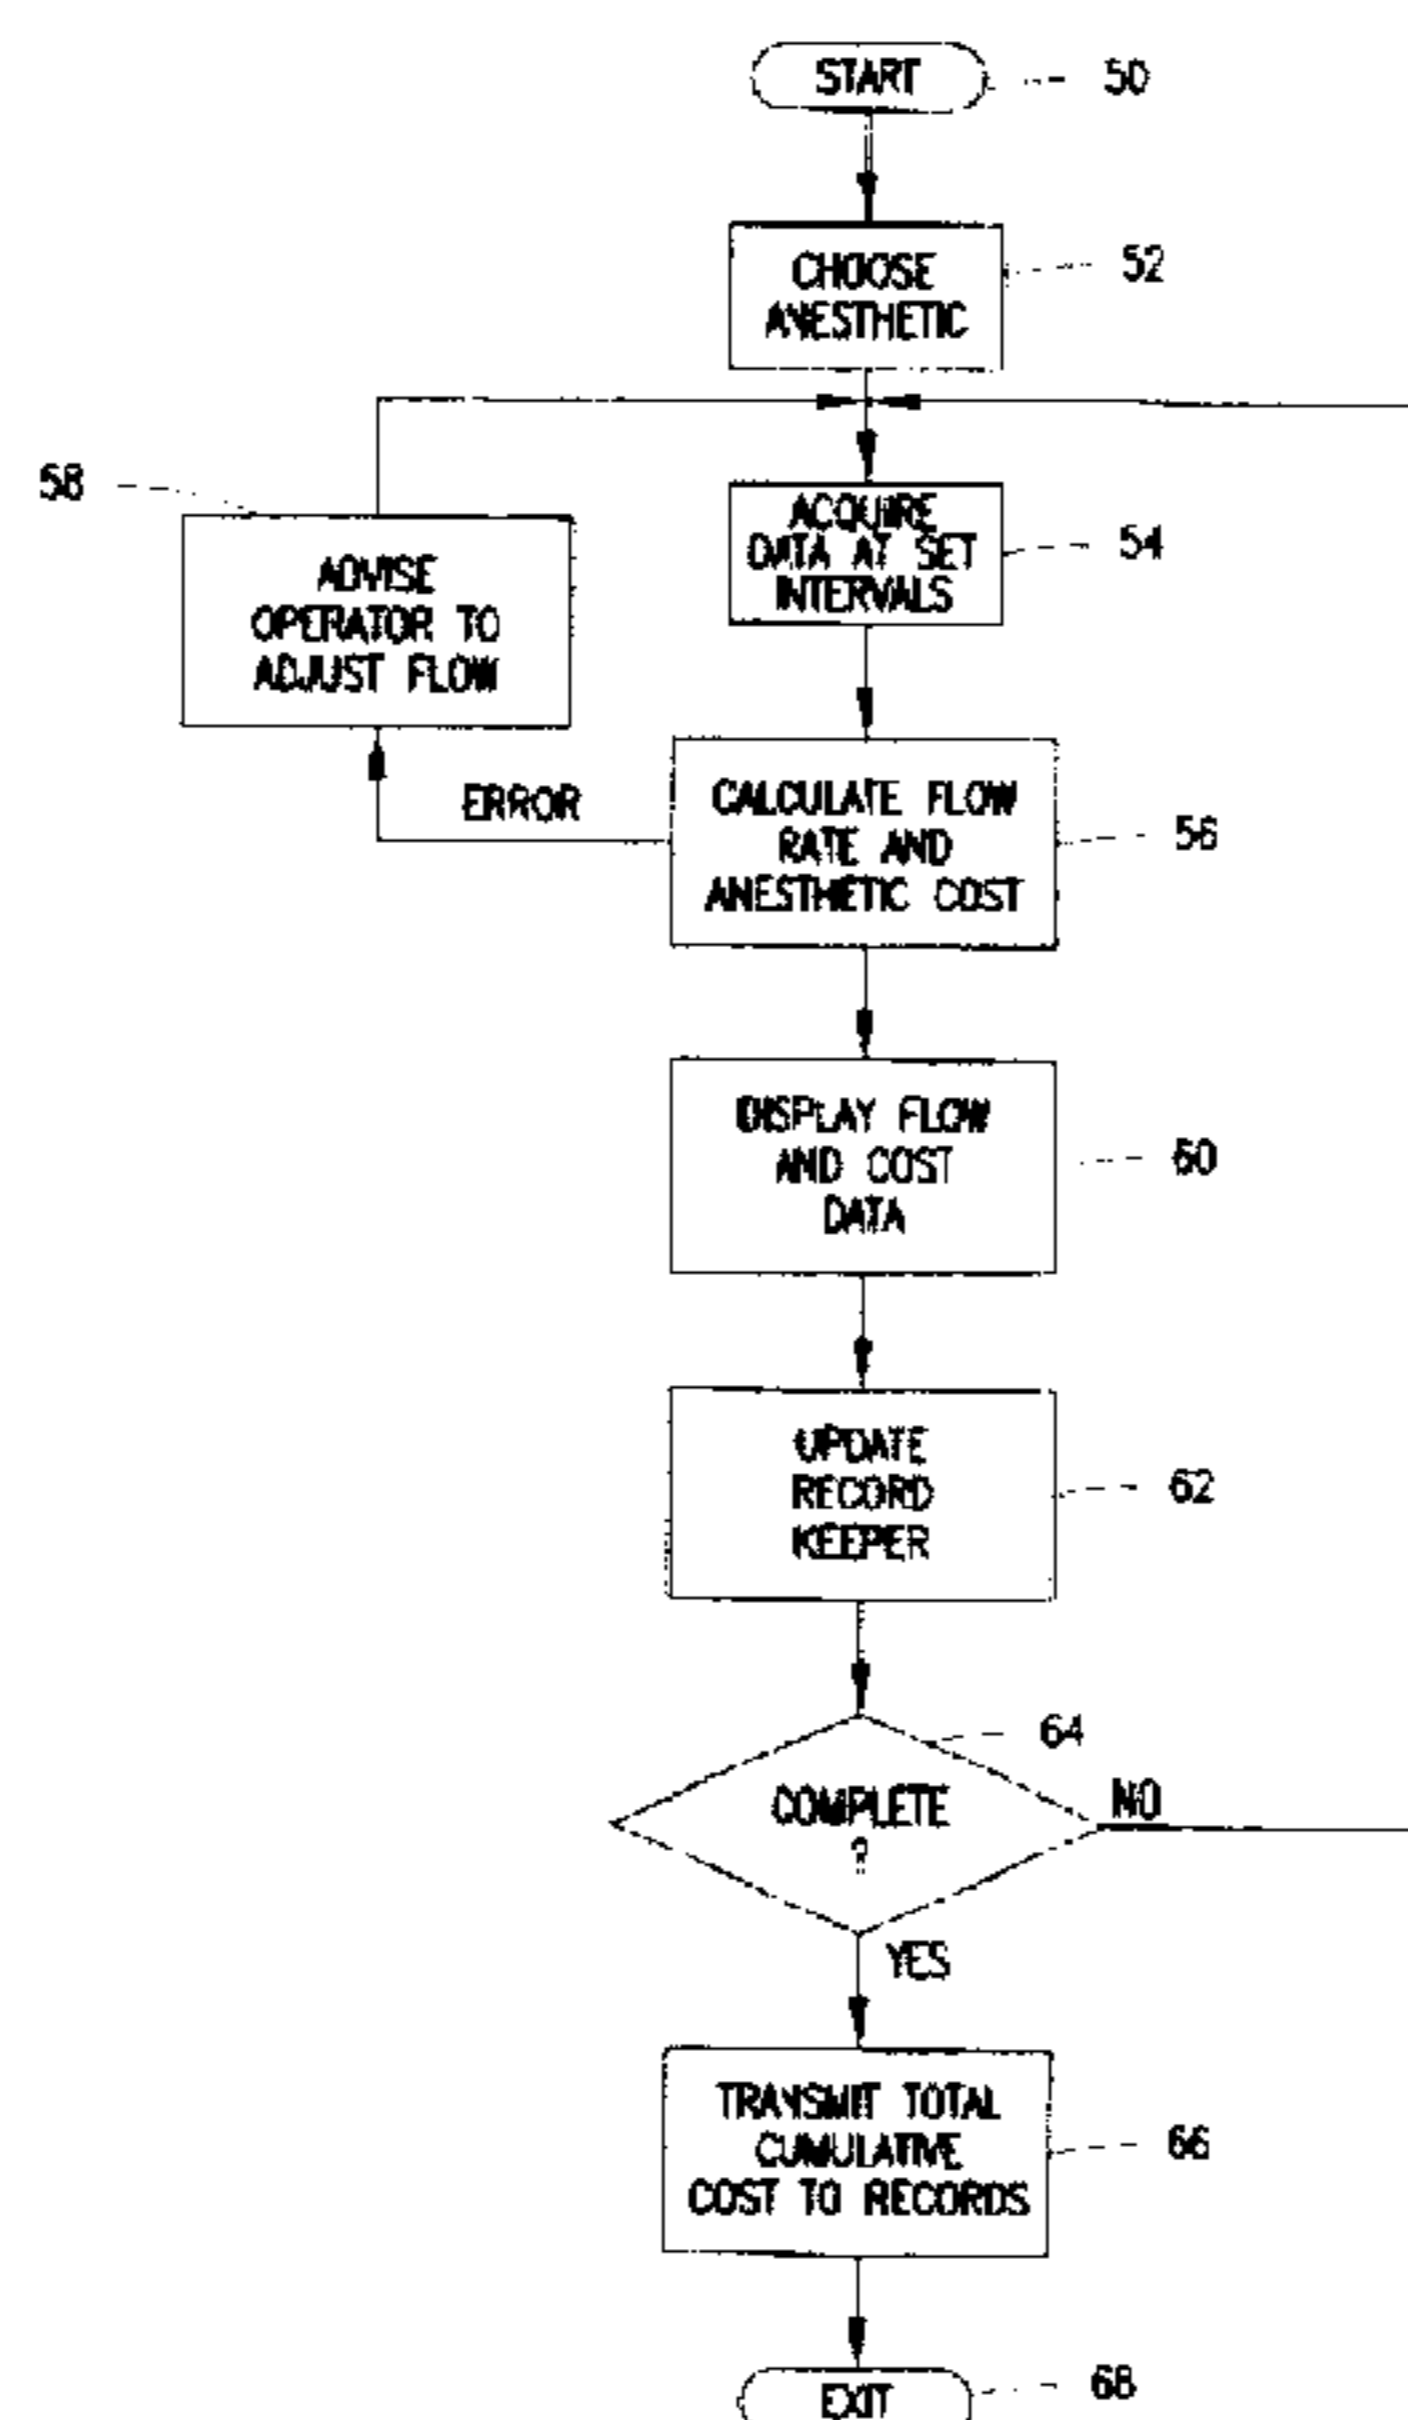 START
50
CHOOSE
ANESTHETIC
52
58
ADVISE
OPERATOR TO
ADJUST FLOW
ACQUIRE
DATA AT SET
INTERVALS
54
ERROR
CALCULATE FLOW
RATE AND
ANESTHETIC COST
56
DISPLAY FLOW
AND COST
DATA
60
UPDATE
RECORD
KEEPER
62
64
COMPLETE
?
NO
YES
TRANSMIT TOTAL
CUMULATIVE
COST TO RECORDS
66
EXIT
68